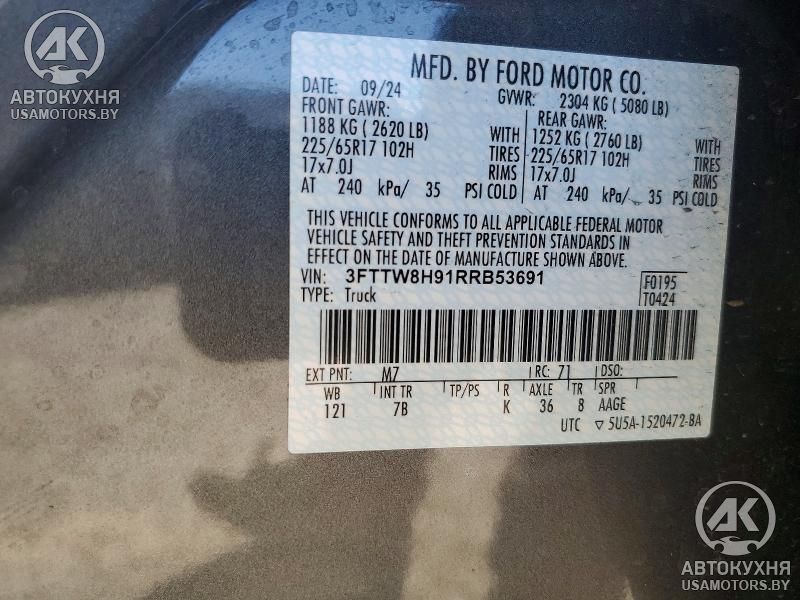 AK
АВТОКУХНЯ
USAMOTORS.BY
MFD. BY FORD MOTOR CO.
DATE: 09/24 GVWR: 2304 KG ( 5080 LB)
FRONT GAWR: REAR GAWR:
1188 KG ( 2620 LB) WITH 1252 KG ( 2760 LB) WITH
225/65R17 102H TIRES 225/65R17 102H TIRES
17x7.0J RIMS 17x7.0J RIMS
AT 240 kPa/ 35 PSI COLD AT 240 kPa/ 35 PSI COLD
THIS VEHICLE CONFORMS TO ALL APPLICABLE FEDERAL MOTOR
VEHICLE SAFETY AND THEFT PREVENTION STANDARDS IN
EFFECT ON THE DATE OF MANUFACTURE SHOWN ABOVE.
VIN: 3FTTW8H91RRB53691 F0195
TYPE: Truck T0424
EXT PNT: M7 RC: 71 DSO:
WB INT TR TP/PS R AXLE TR SPR
121 7B K 36 8 AAGE
UTC ▽ 5U5A-1520472-BA
AK
АВТОКУХНЯ
USAMOTORS.BY